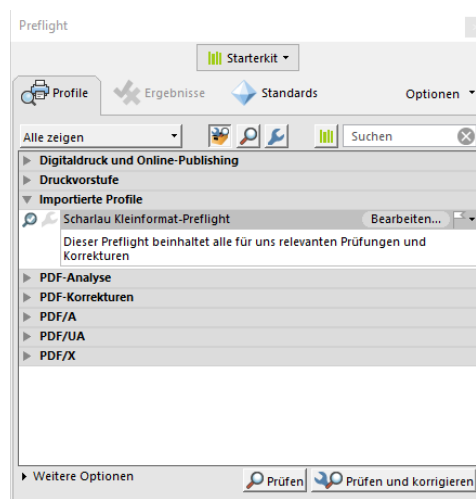 Preflight
Starterkit
Profile
Ergebnisse
Standards
Optionen
Alle zeigen
Suchen
Digitaldruck und Online-Publishing
Druckvorstufe
Importierte Profile
Scharlau Kleinformat-Preflight
Bearbeiten...
Dieser Preflight beinhaltet alle für uns relevanten Prüfungen und
Korrekturen
PDF-Analyse
PDF-Korrekturen
PDF/A
PDF/UA
PDF/X
Weitere Optionen
Prüfen
Prüfen und korrigieren